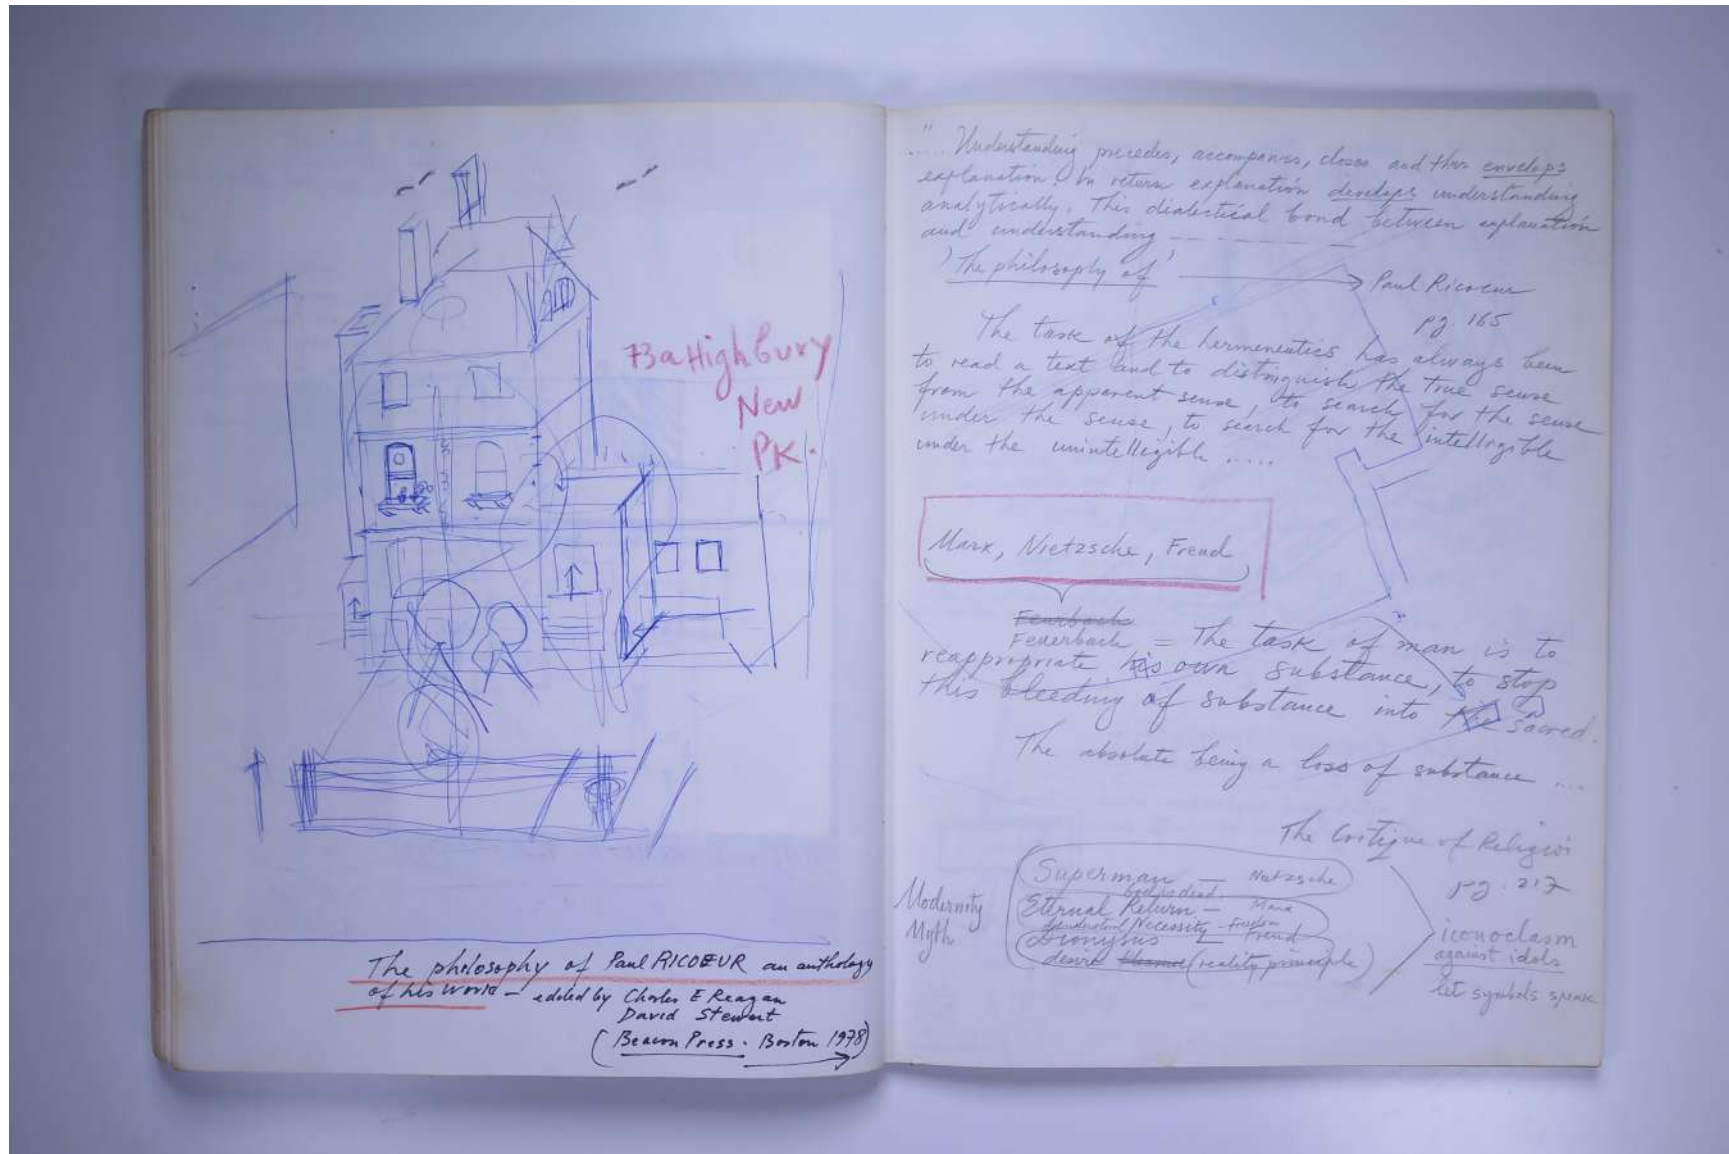 73a Highbury
New
PK.
The philosophy of Paul RICOEUR an anthology
of his work - edited by Charles E Reagan
David Stewart
(Beacon Press. Boston 1978)
"..... Understanding precedes, accompanies, closes and thus envelops
explanation. In return explanation develops understanding
analytically. This dialectical bond between explanation
and understanding
'The philosophy of' Paul Ricoeur
pg. 165
The task of the hermeneutics has always been
to read a text and to distinguish the true sense
from the apparent sense, to search for the sense
under the sense, to search for the intelligible
under the unintelligible .....
Marx, Nietzsche, Freud
Feuerbach
Feuerbach = The task of man is to
reappropriate his own substance, to stop
this bleeding of substance into the sacred.
The absolute being a loss of substance ....
The Critique of Religion
pg. 217
Modernity
Myth
Superman — Nietzsche
God is dead
Eternal Return — Marx
understood Necessity - Freedom
Dionysus — Freud
desire (reality principle)
iconoclasm
against idols
let symbols speak